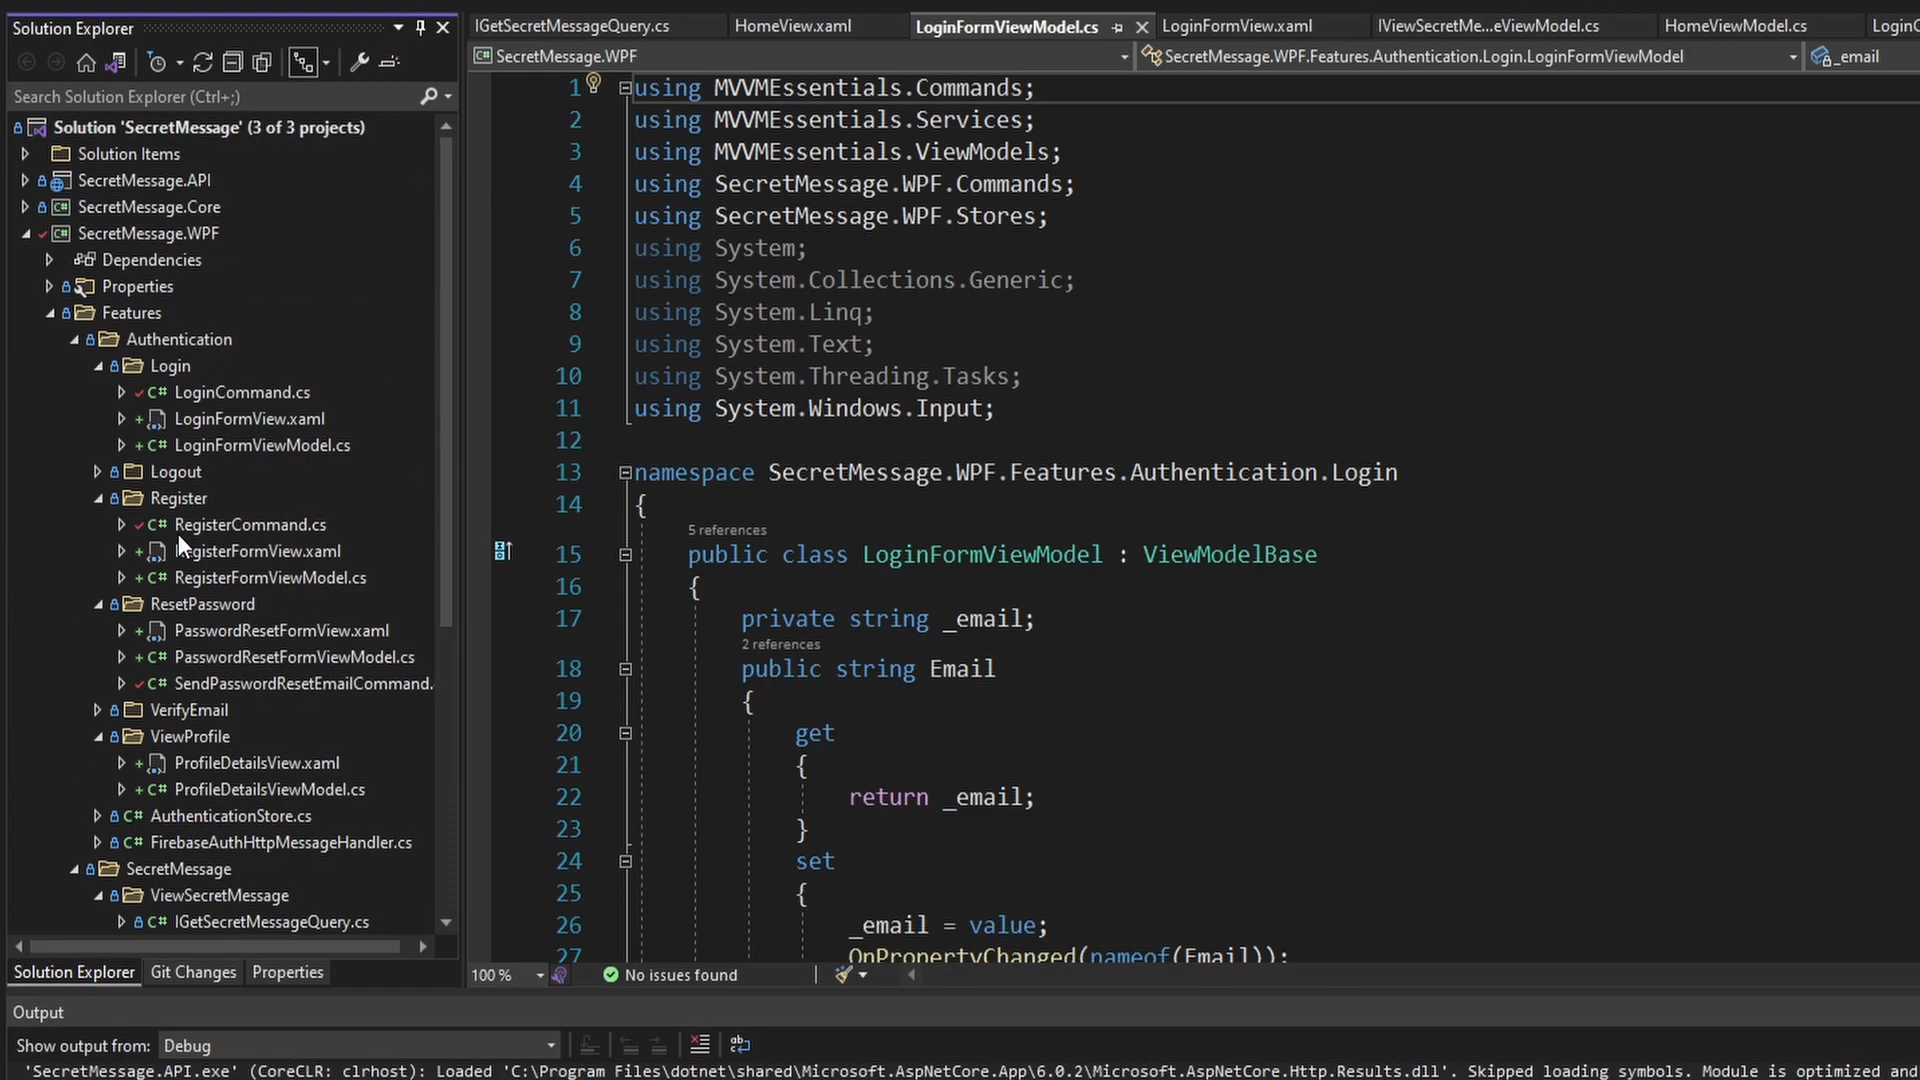 Solution Explorer
Search Solution Explorer (Ctrl+;)
Solution 'SecretMessage' (3 of 3 projects)
Solution Items
SecretMessage.API
SecretMessage.Core
SecretMessage.WPF
Dependencies
Properties
Features
Authentication
Login
LoginCommand.cs
LoginFormView.xaml
LoginFormViewModel.cs
Logout
Register
RegisterCommand.cs
RegisterFormView.xaml
RegisterFormViewModel.cs
ResetPassword
PasswordResetFormView.xaml
PasswordResetFormViewModel.cs
SendPasswordResetEmailCommand.
VerifyEmail
ViewProfile
ProfileDetailsView.xaml
ProfileDetailsViewModel.cs
AuthenticationStore.cs
FirebaseAuthHttpMessageHandler.cs
SecretMessage
ViewSecretMessage
IGetSecretMessageQuery.cs
Solution Explorer Git Changes Properties
IGetSecretMessageQuery.cs HomeView.xaml LoginFormViewModel.cs LoginFormView.xaml IViewSecretMe...eViewModel.cs HomeViewModel.cs LoginC
SecretMessage.WPF SecretMessage.WPF.Features.Authentication.Login.LoginFormViewModel _email
1 using MVVMEssentials.Commands;
2 using MVVMEssentials.Services;
3 using MVVMEssentials.ViewModels;
4 using SecretMessage.WPF.Commands;
5 using SecretMessage.WPF.Stores;
6 using System;
7 using System.Collections.Generic;
8 using System.Linq;
9 using System.Text;
10 using System.Threading.Tasks;
11 using System.Windows.Input;
12
13 namespace SecretMessage.WPF.Features.Authentication.Login
14 {
5 references
15 public class LoginFormViewModel : ViewModelBase
16 {
17 private string _email;
2 references
18 public string Email
19 {
20 get
21 {
22 return _email;
23 }
24 set
25 {
26 _email = value;
27 OnPropertyChanged(nameof(Email));
100 % No issues found
Output
Show output from: Debug
'SecretMessage.API.exe' (CoreCLR: clrhost): Loaded 'C:\Program Files\dotnet\shared\Microsoft.AspNetCore.App\6.0.2\Microsoft.AspNetCore.Http.Results.dll'. Skipped loading symbols. Module is optimized and